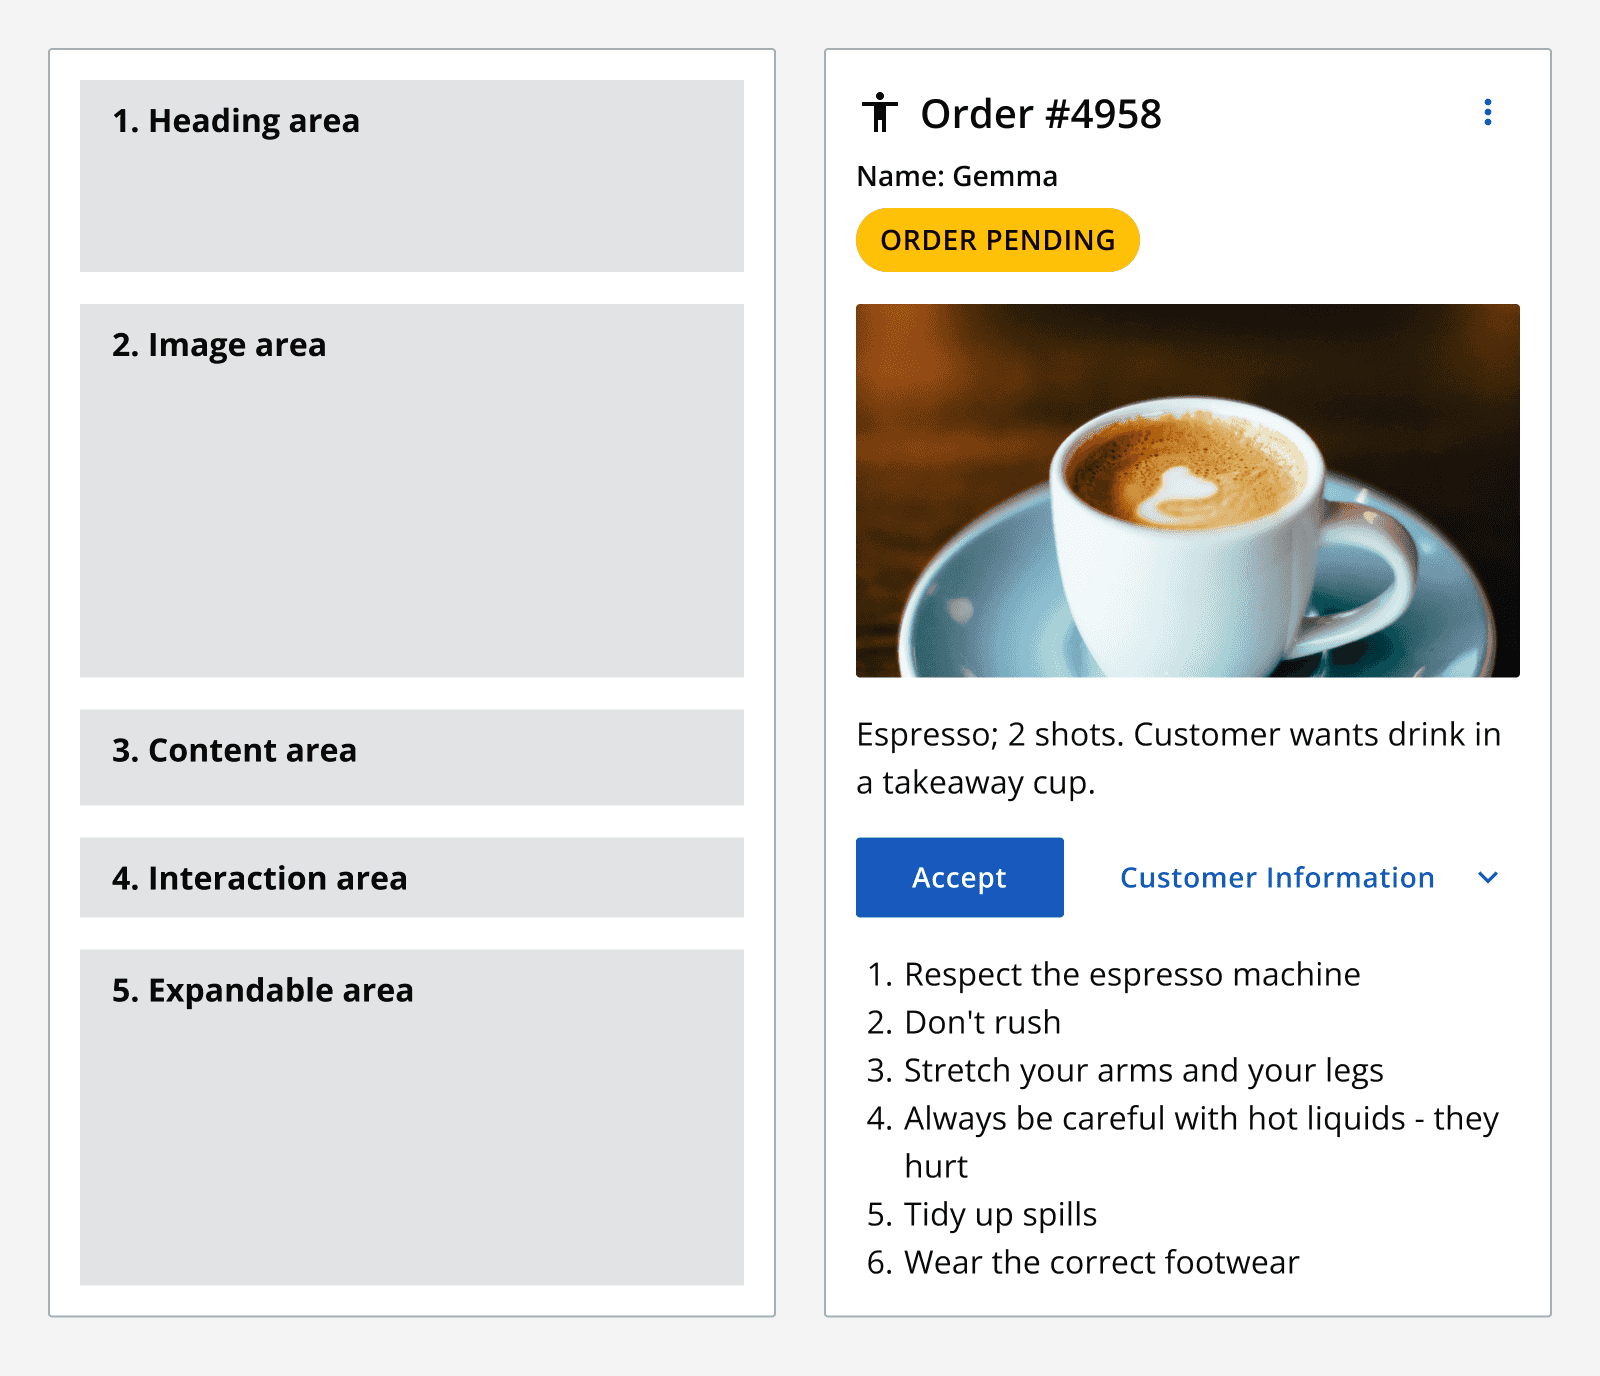 1. Heading area
2. Image area
3. Content area
4. Interaction area
5. Expandable area
Order #4958
Name: Gemma
ORDER PENDING
Espresso; 2 shots. Customer wants drink in
a takeaway cup.
Accept
Customer Information
1. Respect the espresso machine
2. Don't rush
3. Stretch your arms and your legs
4. Always be careful with hot liquids - they
hurt
5. Tidy up spills
6. Wear the correct footwear